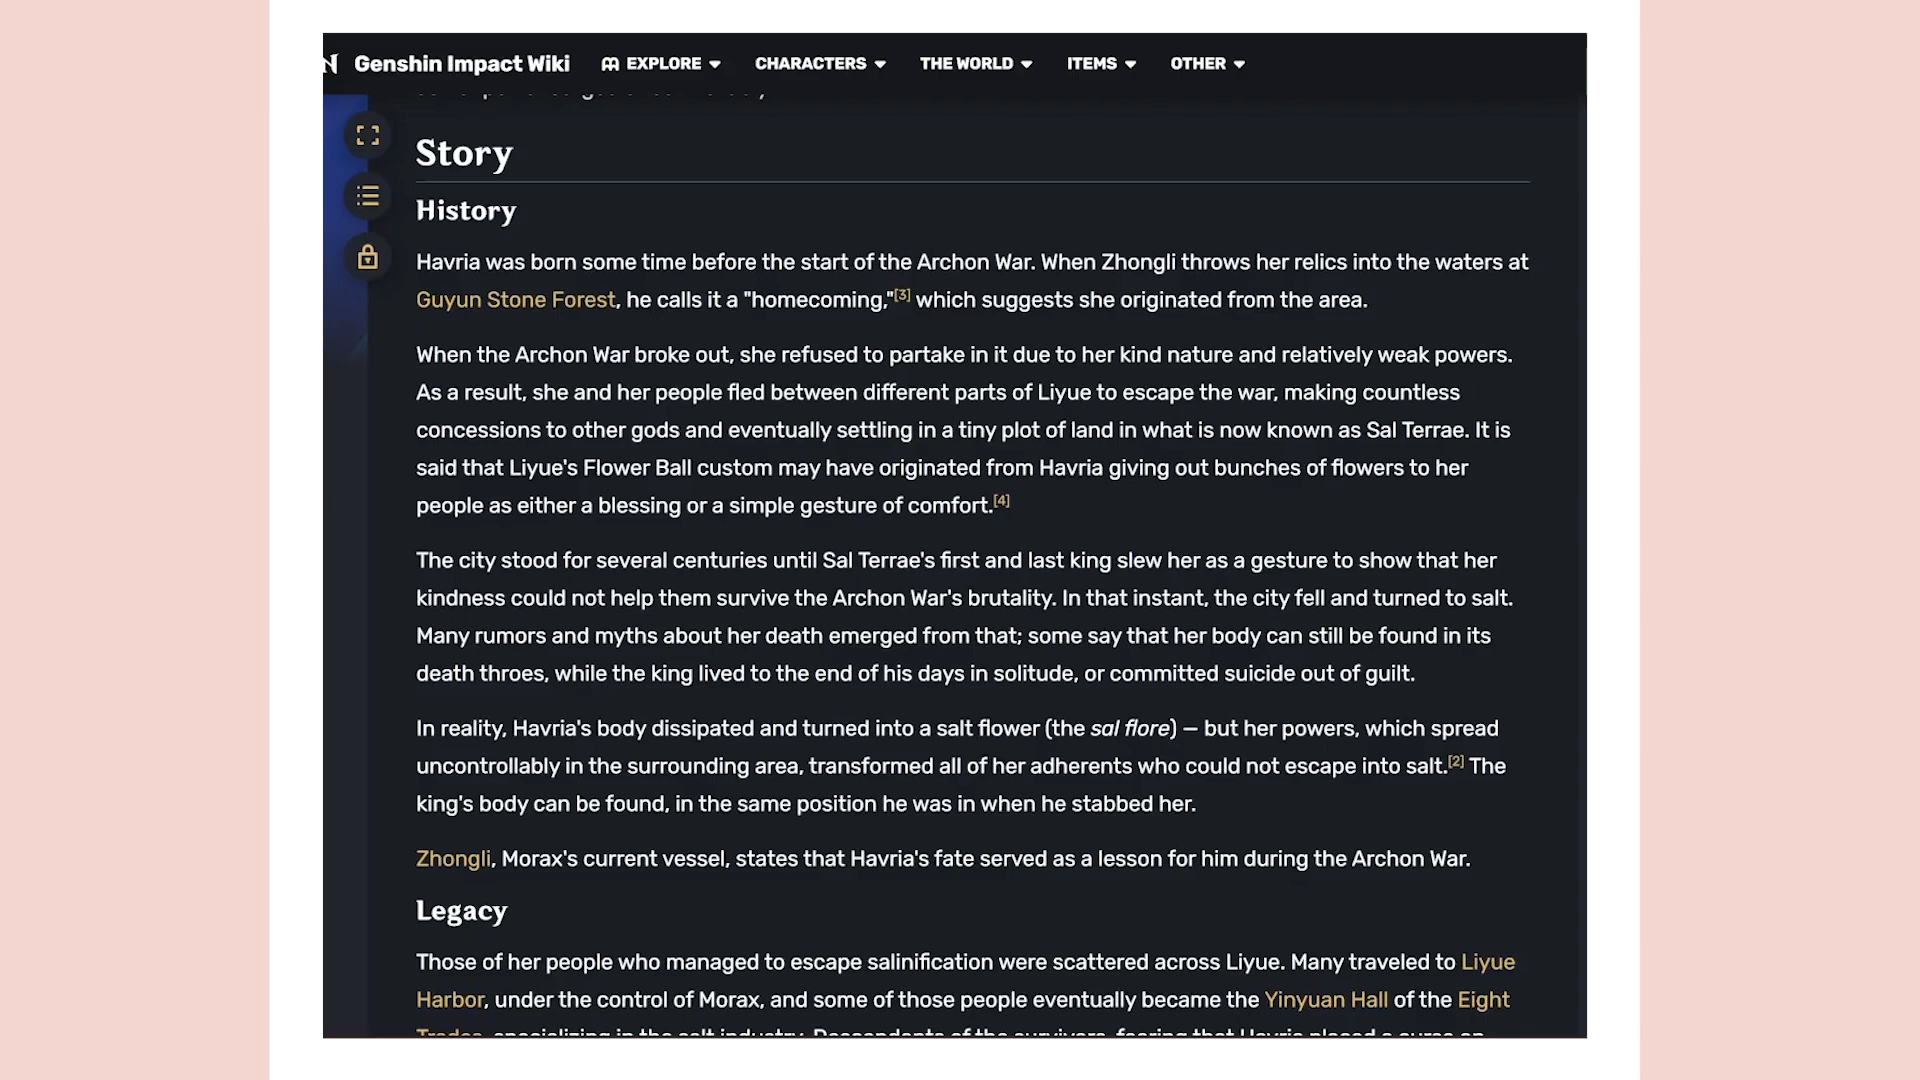 Genshin Impact Wiki EXPLORE CHARACTERS THE WORLD ITEMS OTHER
Story
History
Havria was born some time before the start of the Archon War. When Zhongli throws her relics into the waters at
Guyun Stone Forest, he calls it a "homecoming,"[3] which suggests she originated from the area.
When the Archon War broke out, she refused to partake in it due to her kind nature and relatively weak powers.
As a result, she and her people fled between different parts of Liyue to escape the war, making countless
concessions to other gods and eventually settling in a tiny plot of land in what is now known as Sal Terrae. It is
said that Liyue's Flower Ball custom may have originated from Havria giving out bunches of flowers to her
people as either a blessing or a simple gesture of comfort.[4]
The city stood for several centuries until Sal Terrae's first and last king slew her as a gesture to show that her
kindness could not help them survive the Archon War's brutality. In that instant, the city fell and turned to salt.
Many rumors and myths about her death emerged from that; some say that her body can still be found in its
death throes, while the king lived to the end of his days in solitude, or committed suicide out of guilt.
In reality, Havria's body dissipated and turned into a salt flower (the sal flore) — but her powers, which spread
uncontrollably in the surrounding area, transformed all of her adherents who could not escape into salt.[2] The
king's body can be found, in the same position he was in when he stabbed her.
Zhongli, Morax's current vessel, states that Havria's fate served as a lesson for him during the Archon War.
Legacy
Those of her people who managed to escape salinification were scattered across Liyue. Many traveled to Liyue
Harbor, under the control of Morax, and some of those people eventually became the Yinyuan Hall of the Eight
Trades, specializing in the salt industry. Descendants of the survivors, fearing that Havria placed a curse on